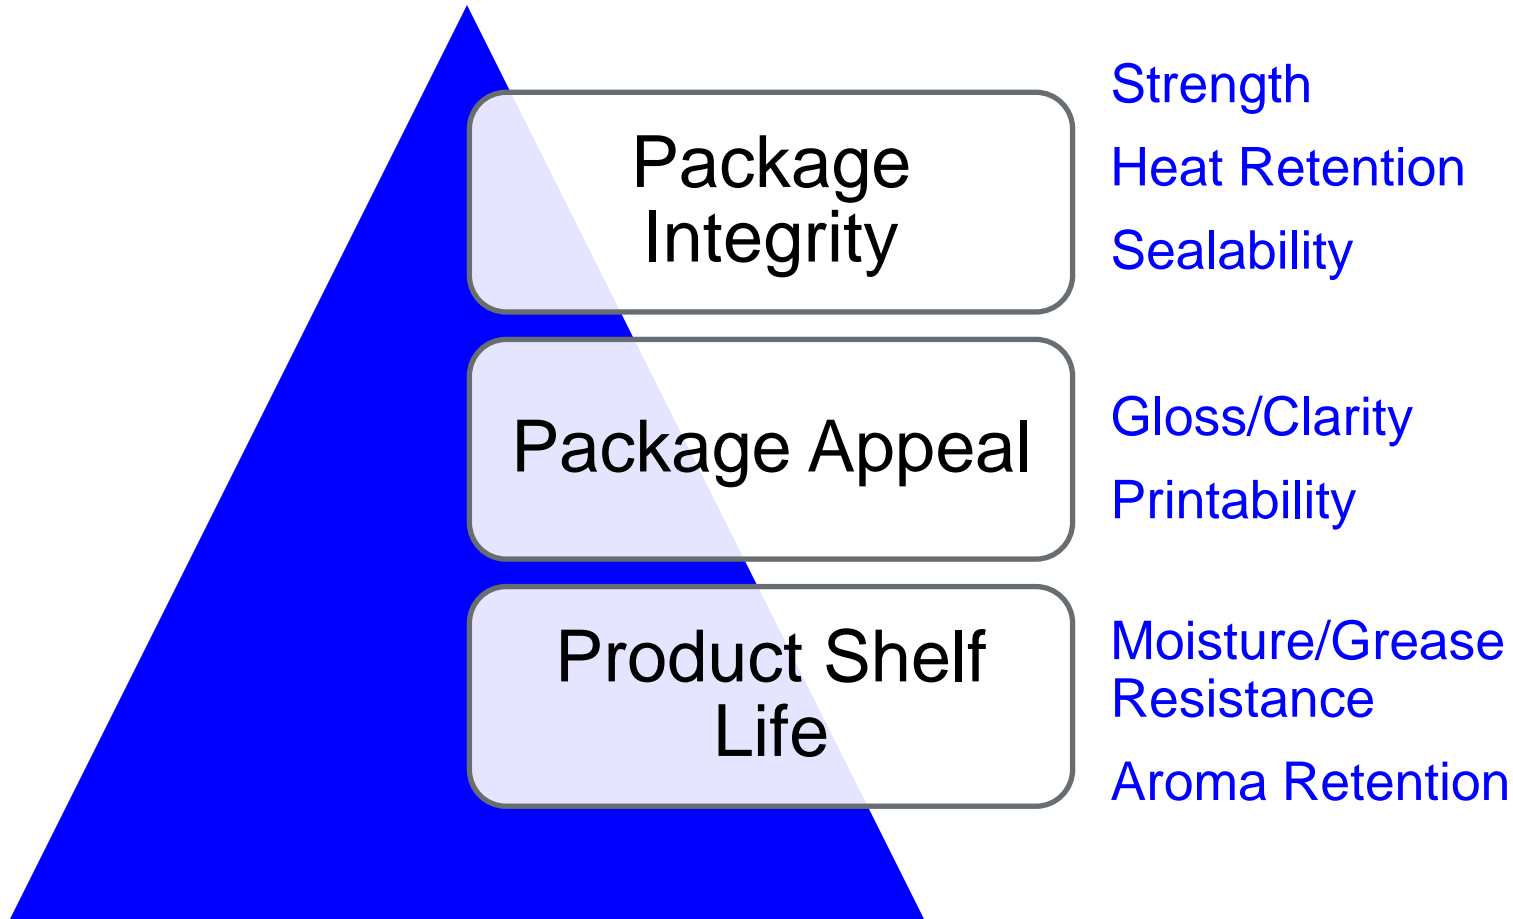 Package
Integrity
Strength
Heat Retention
Sealability
Package Appeal
Gloss/Clarity
Printability
Product Shelf
Life
Moisture/Grease
Resistance
Aroma Retention